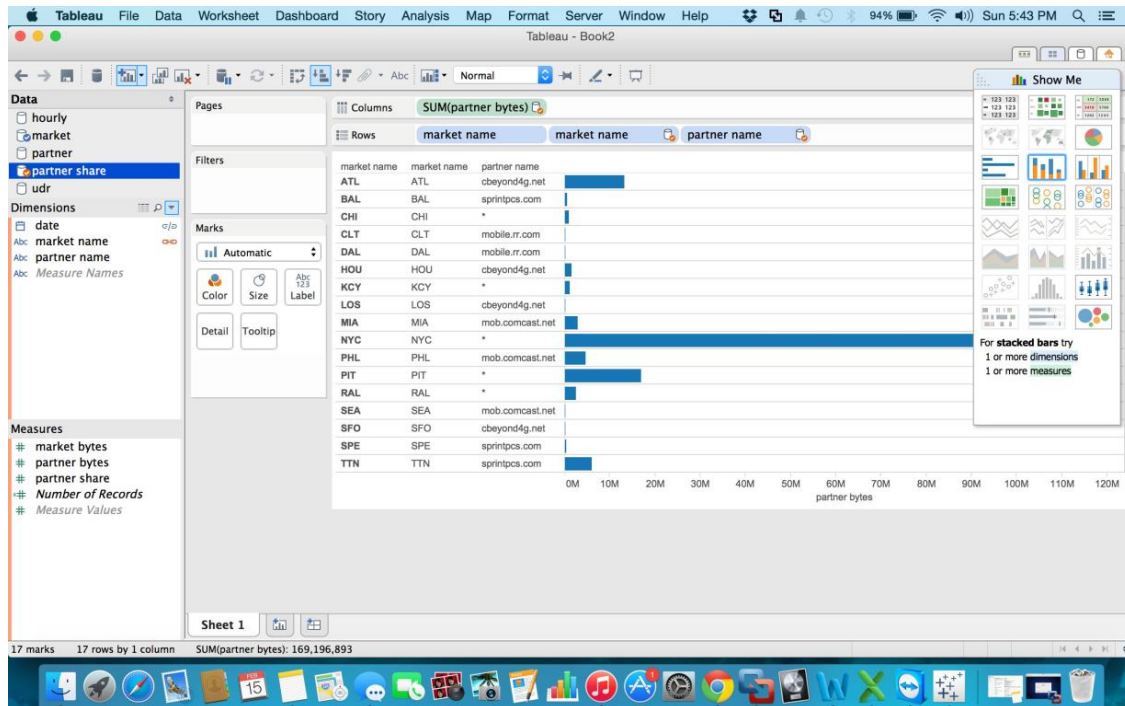 Tableau File Data Worksheet Dashboard Story Analysis Map Format Server Window Help 94% Sun 5:43 PM
Tableau - Book2
Abc Normal
Data
hourly
market
partner
partner share
udr
Dimensions
date
Abc market name
Abc partner name
Abc Measure Names
Measures
# market bytes
# partner bytes
# partner share
# Number of Records
# Measure Values
Pages
Filters
Marks
Automatic
Color Size Abc 123 Label
Detail Tooltip
Columns SUM(partner bytes)
Rows market name market name partner name
market name market name partner name
ATL ATL cbeyond4g.net
BAL BAL sprintpcs.com
CHI CHI *
CLT CLT mobile.rr.com
DAL DAL mobile.rr.com
HOU HOU cbeyond4g.net
KCY KCY *
LOS LOS cbeyond4g.net
MIA MIA mob.comcast.net
NYC NYC *
PHL PHL mob.comcast.net
PIT PIT *
RAL RAL *
SEA SEA mob.comcast.net
SFO SFO cbeyond4g.net
SPE SPE sprintpcs.com
TTN TTN sprintpcs.com
0M 10M 20M 30M 40M 50M 60M 70M 80M 90M 100M 110M 120M
partner bytes
Show Me
For stacked bars try
1 or more dimensions
1 or more measures
Sheet 1
17 marks 17 rows by 1 column SUM(partner bytes): 169,196,893
FEB
15